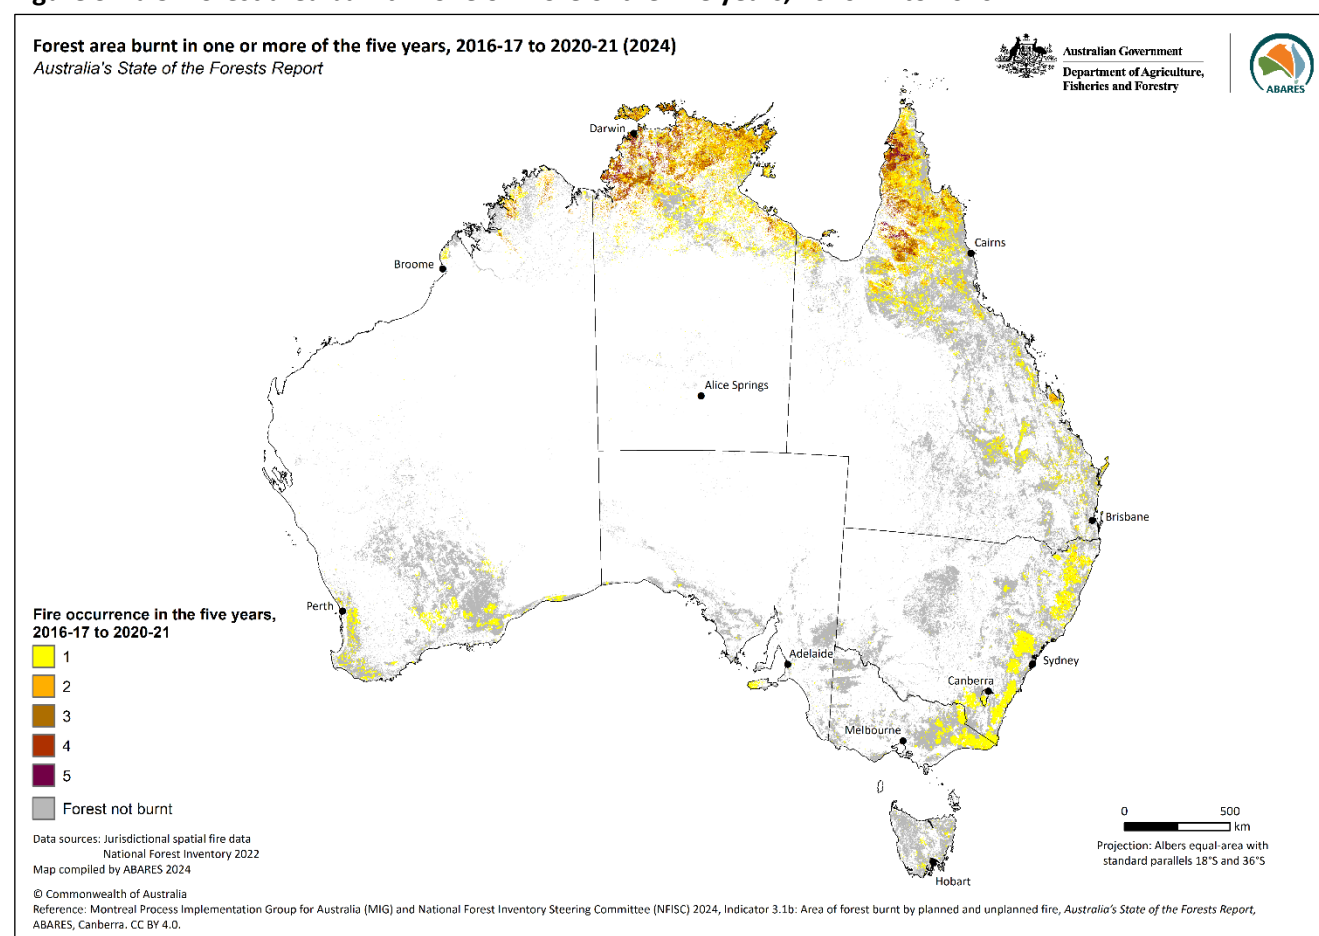 Forest area burnt in one or more of the five years, 2016-17 to 2020-21 (2024)
Australia's State of the Forests Report
Australian Government
Department of Agriculture,
Fisheries and Forestry
ABARES
Darwin
Cairns
Broome
Alice Springs
Brisbane
Perth
Adelaide
Sydney
Canberra
Melbourne
Hobart
Fire occurrence in the five years,
2016-17 to 2020-21
1
2
3
4
5
Forest not burnt
0 500
km
Projection: Albers equal-area with
standard parallels 18°S and 36°S
Data sources: Jurisdictional spatial fire data
National Forest Inventory 2022
Map compiled by ABARES 2024
© Commonwealth of Australia
Reference: Montreal Process Implementation Group for Australia (MIG) and National Forest Inventory Steering Committee (NFISC) 2024, Indicator 3.1b: Area of forest burnt by planned and unplanned fire, Australia's State of the Forests Report,
ABARES, Canberra. CC BY 4.0.